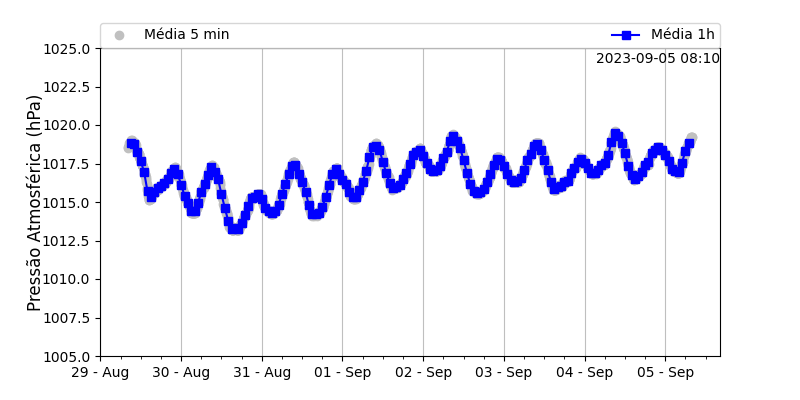 Média 5 min
Média 1h
2023-09-05 08:10
Pressão Atmosférica (hPa)
1025.0
1022.5
1020.0
1017.5
1015.0
1012.5
1010.0
1007.5
1005.0
29 - Aug
30 - Aug
31 - Aug
01 - Sep
02 - Sep
03 - Sep
04 - Sep
05 - Sep